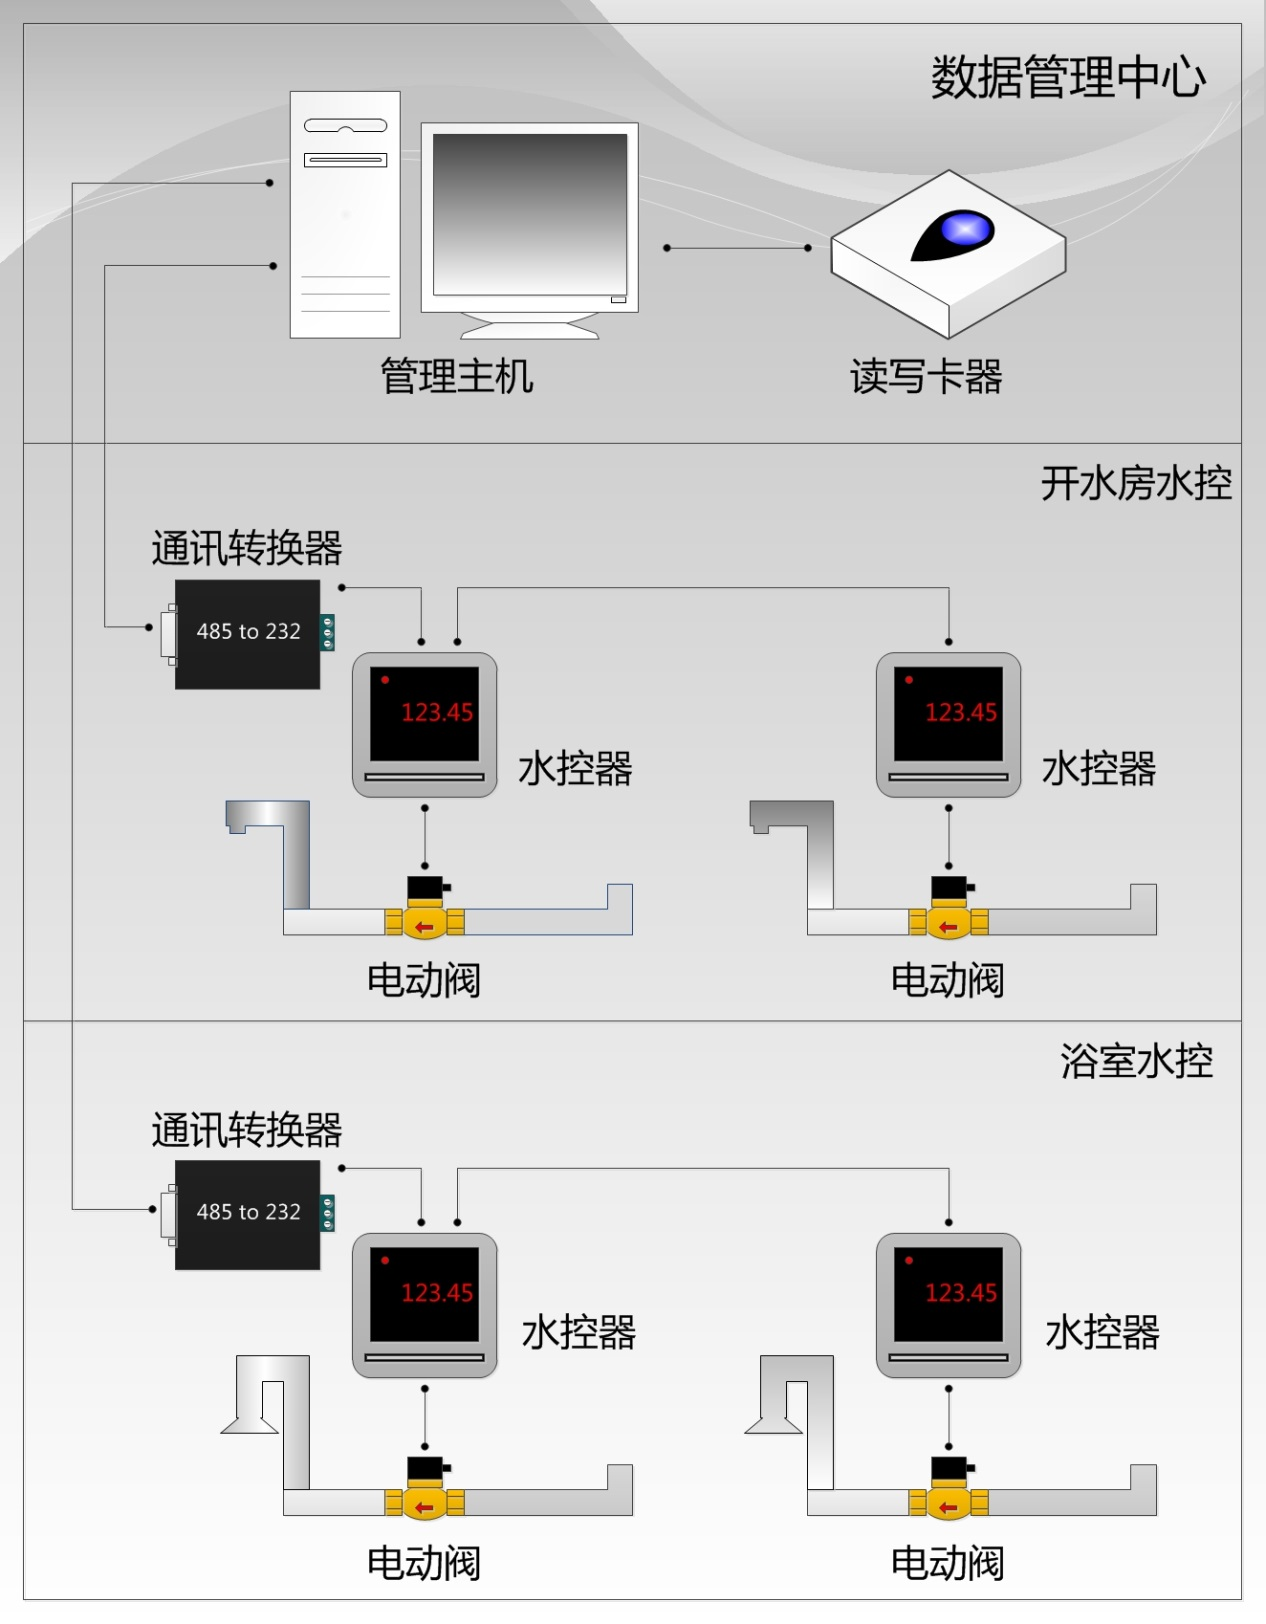 数据管理中心
管理主机
读写卡器
开水房水控
通讯转换器
485 to 232
123.45
123.45
水控器
水控器
电动阀
电动阀
浴室水控
通讯转换器
485 to 232
123.45
123.45
水控器
水控器
电动阀
电动阀